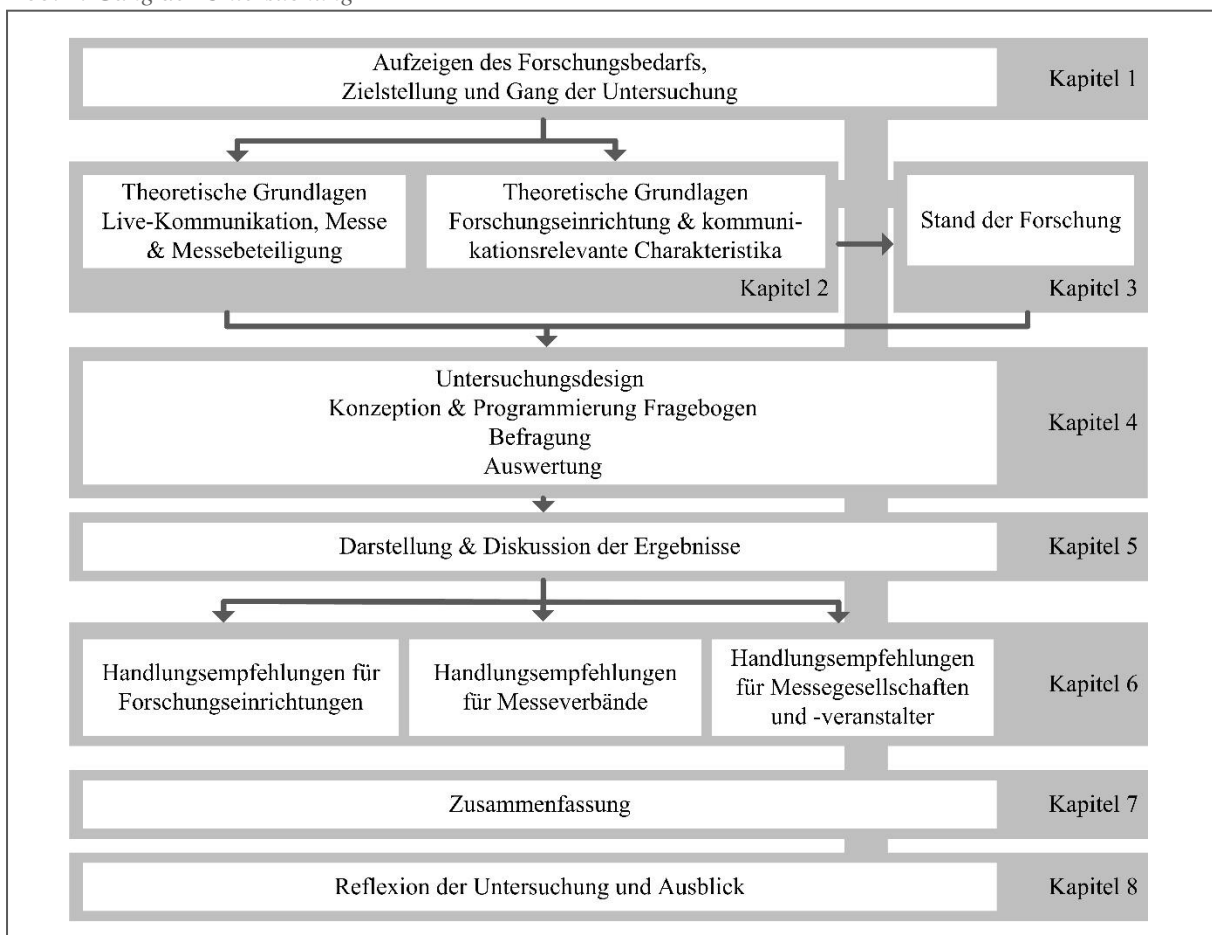 Aufzeigen des Forschungsbedarfs,
Zielstellung und Gang der Untersuchung
Kapitel 1
Theoretische Grundlagen
Live-Kommunikation, Messe
& Messebeteiligung
Theoretische Grundlagen
Forschungseinrichtung & kommuni-
kationsrelevante Charakteristika
Kapitel 2
Stand der Forschung
Kapitel 3
Untersuchungsdesign
Konzeption & Programmierung Fragebogen
Befragung
Auswertung
Kapitel 4
Darstellung & Diskussion der Ergebnisse
Kapitel 5
Handlungsempfehlungen für
Forschungseinrichtungen
Handlungsempfehlungen
für Messeverbände
Handlungsempfehlungen
für Messegesellschaften
und -veranstalter
Kapitel 6
Zusammenfassung
Kapitel 7
Reflexion der Untersuchung und Ausblick
Kapitel 8